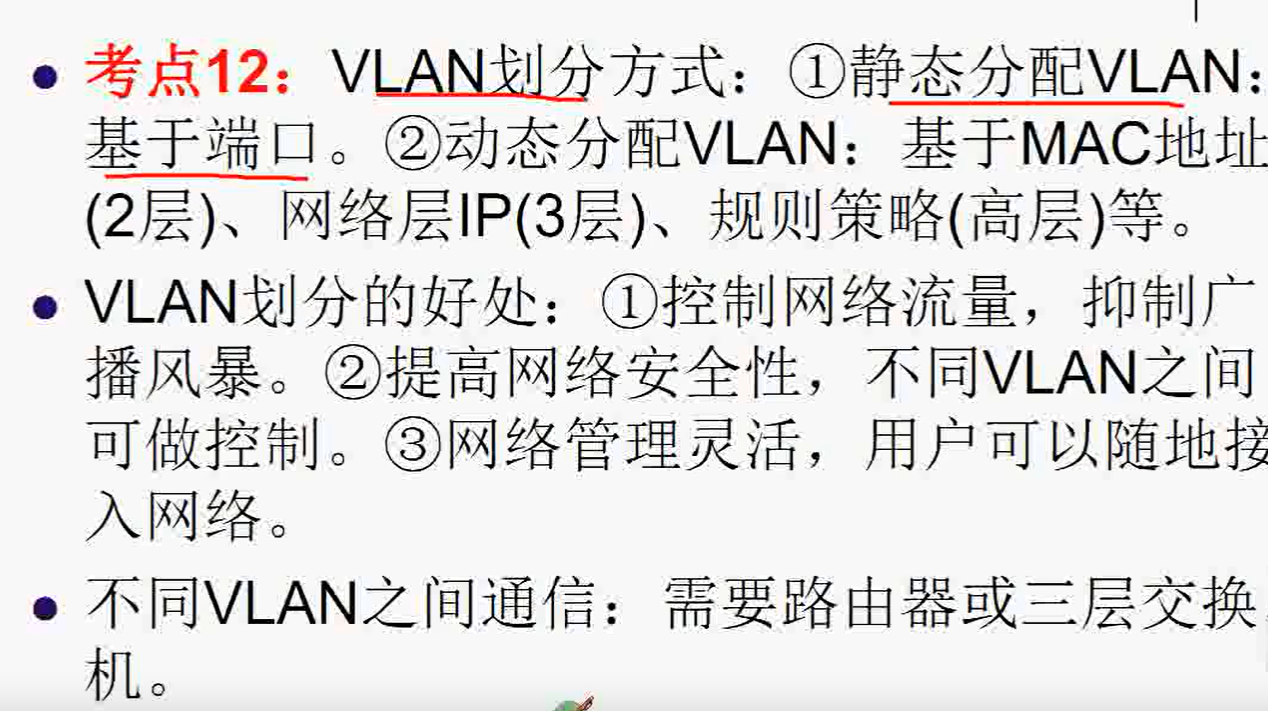 考点12：VLAN划分方式：①静态分配VLAN：
基于端口。②动态分配VLAN：基于MAC地址
(2层)、网络层IP(3层)、规则策略(高层)等。
VLAN划分的好处：①控制网络流量，抑制广
播风暴。②提高网络安全性，不同VLAN之间
可做控制。③网络管理灵活，用户可以随地接
入网络。
不同VLAN之间通信：需要路由器或三层交换
机。